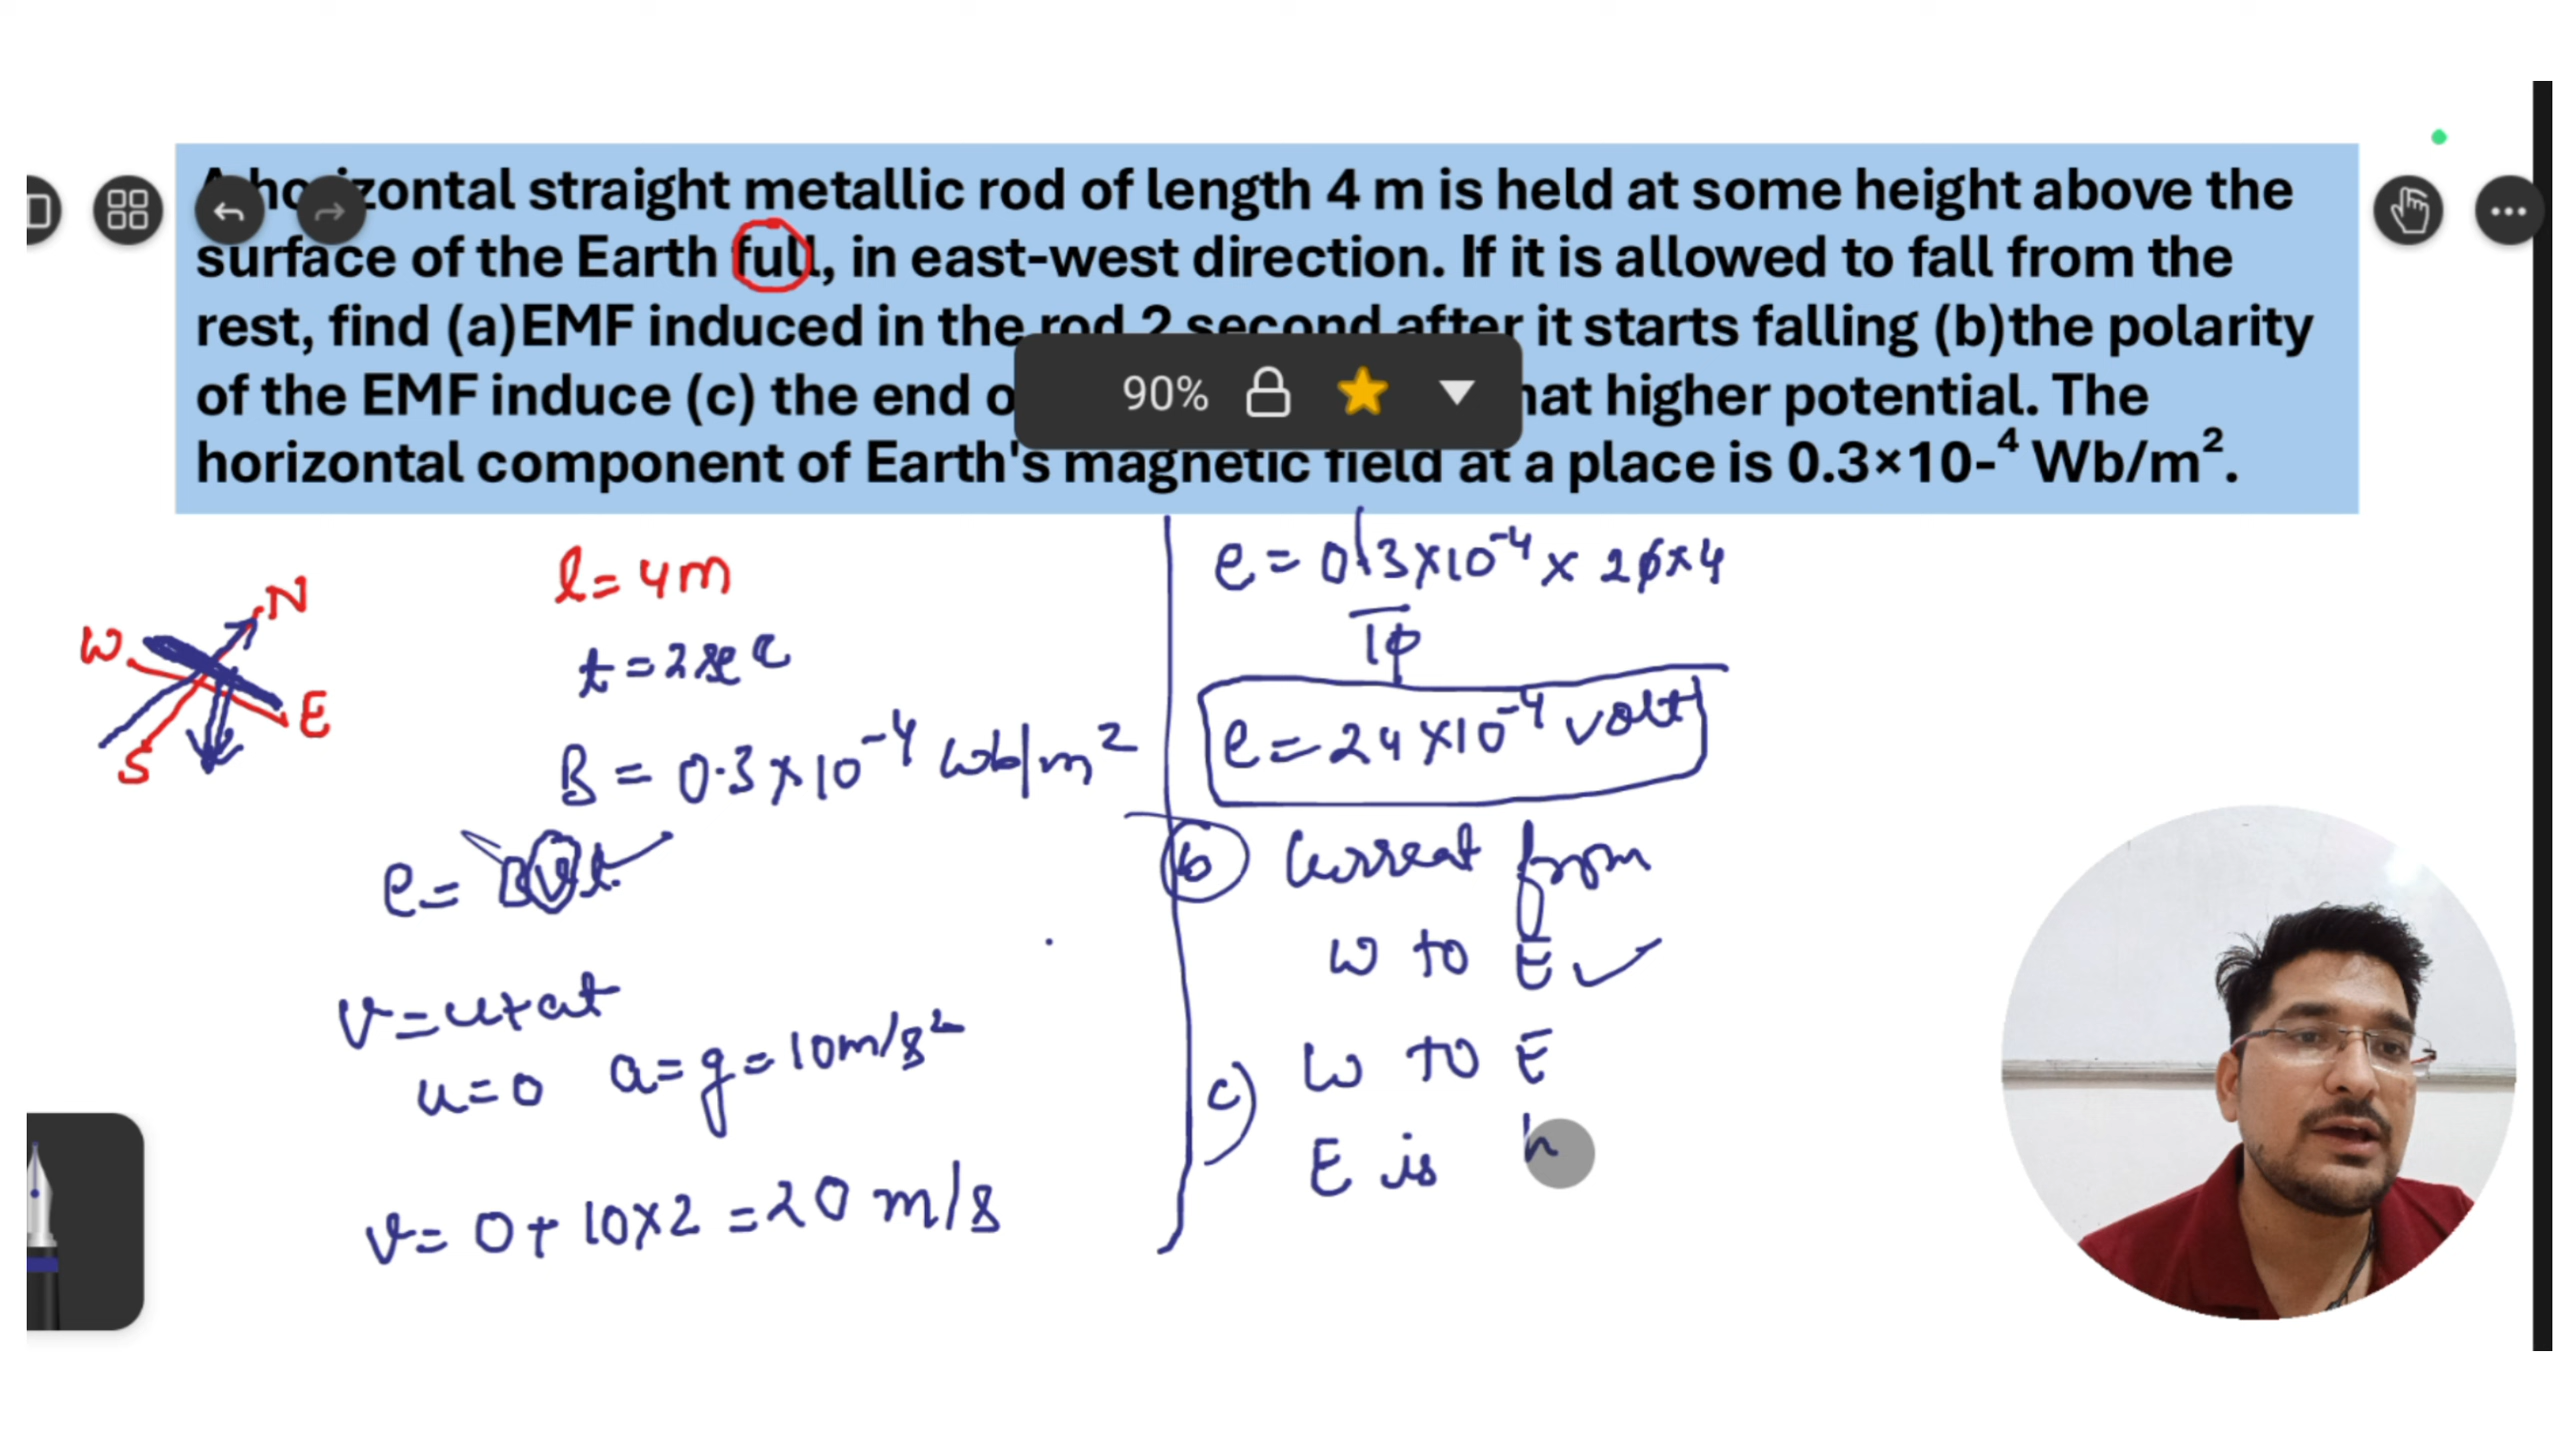 horizontal straight metallic rod of length 4 m is held at some height above the
surface of the Earth full, in east-west direction. If it is allowed to fall from the
rest, find (a)EMF induced in the rod 2 second after it starts falling (b)the polarity
of the EMF induce (c) the end o
90%
hat higher potential. The
horizontal component of Earth's magnetic field at a place is 0.3×10-⁴ Wb/m².
N
W
E
S
l = 4m
t = 2sec
B = 0.3×10⁻⁴ wb/m²
e = Bvl
v = u+at
u = 0 a = g = 10m/s²
v = 0 + 10×2 = 20 m/s
e = 0.3×10⁻⁴ × 20×4
10
e = 24×10⁻⁴ volt
b Current from
W to E
c) W to E
E is h